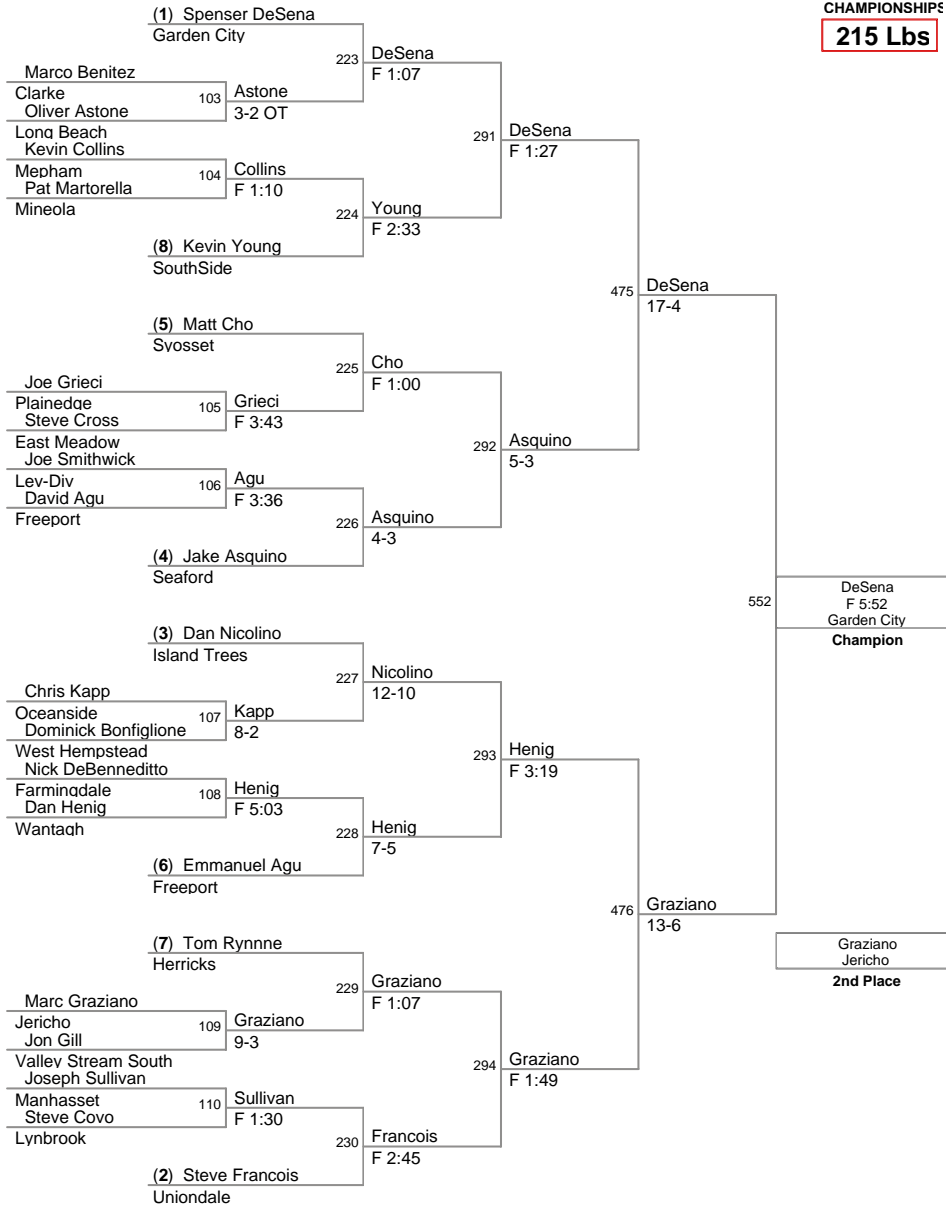 CHAMPIONSHIPS
215 Lbs
(1) Spenser DeSena
Garden City
223 DeSena
F 1:07
Marco Benitez
Clarke
103 Astone
Oliver Astone
3-2 OT
Long Beach
291 DeSena
F 1:27
Kevin Collins
Mepham
104 Collins
Pat Martorella
F 1:10
Mineola
224 Young
F 2:33
(8) Kevin Young
SouthSide
475 DeSena
17-4
(5) Matt Cho
Syosset
225 Cho
F 1:00
Joe Grieci
Plainedge
105 Grieci
Steve Cross
F 3:43
East Meadow
292 Asquino
5-3
Joe Smithwick
Lev-Div
106 Agu
David Agu
F 3:36
Freeport
226 Asquino
4-3
(4) Jake Asquino
Seaford
552 DeSena
F 5:52
Garden City
Champion
(3) Dan Nicolino
Island Trees
227 Nicolino
12-10
Chris Kapp
Oceanside
107 Kapp
Dominick Bonfiglione
8-2
West Hempstead
293 Henig
F 3:19
Nick DeBenneditto
Farmingdale
108 Henig
Dan Henig
F 5:03
Wantagh
228 Henig
7-5
(6) Emmanuel Agu
Freeport
476 Graziano
13-6
(7) Tom Rynnne
Herricks
Graziano
Jericho
2nd Place
229 Graziano
F 1:07
Marc Graziano
Jericho
109 Graziano
Jon Gill
9-3
Valley Stream South
294 Graziano
F 1:49
Joseph Sullivan
Manhasset
110 Sullivan
Steve Covo
F 1:30
Lynbrook
230 Francois
F 2:45
(2) Steve Francois
Uniondale